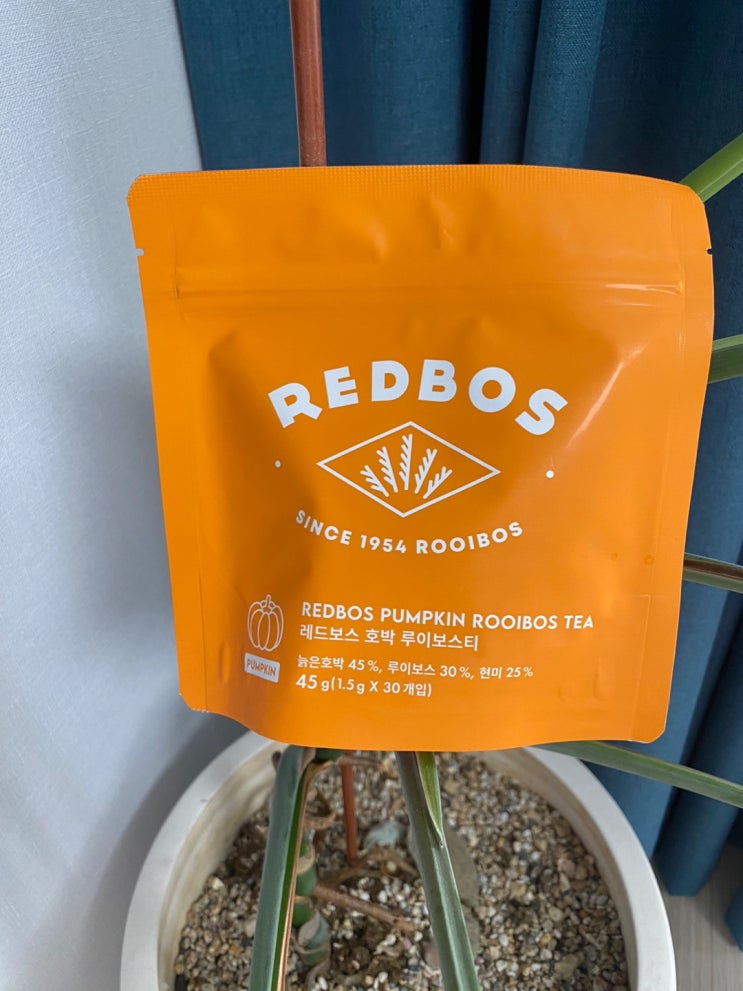 REDBOS
SINCE 1954 ROOIBOS
REDBOS PUMPKIN ROOIBOS TEA
레드보스 호박 루이보스티
PUMPKIN
늙은호박 45%, 루이보스 30%, 현미 25%
45 g(1.5g X 30개입)